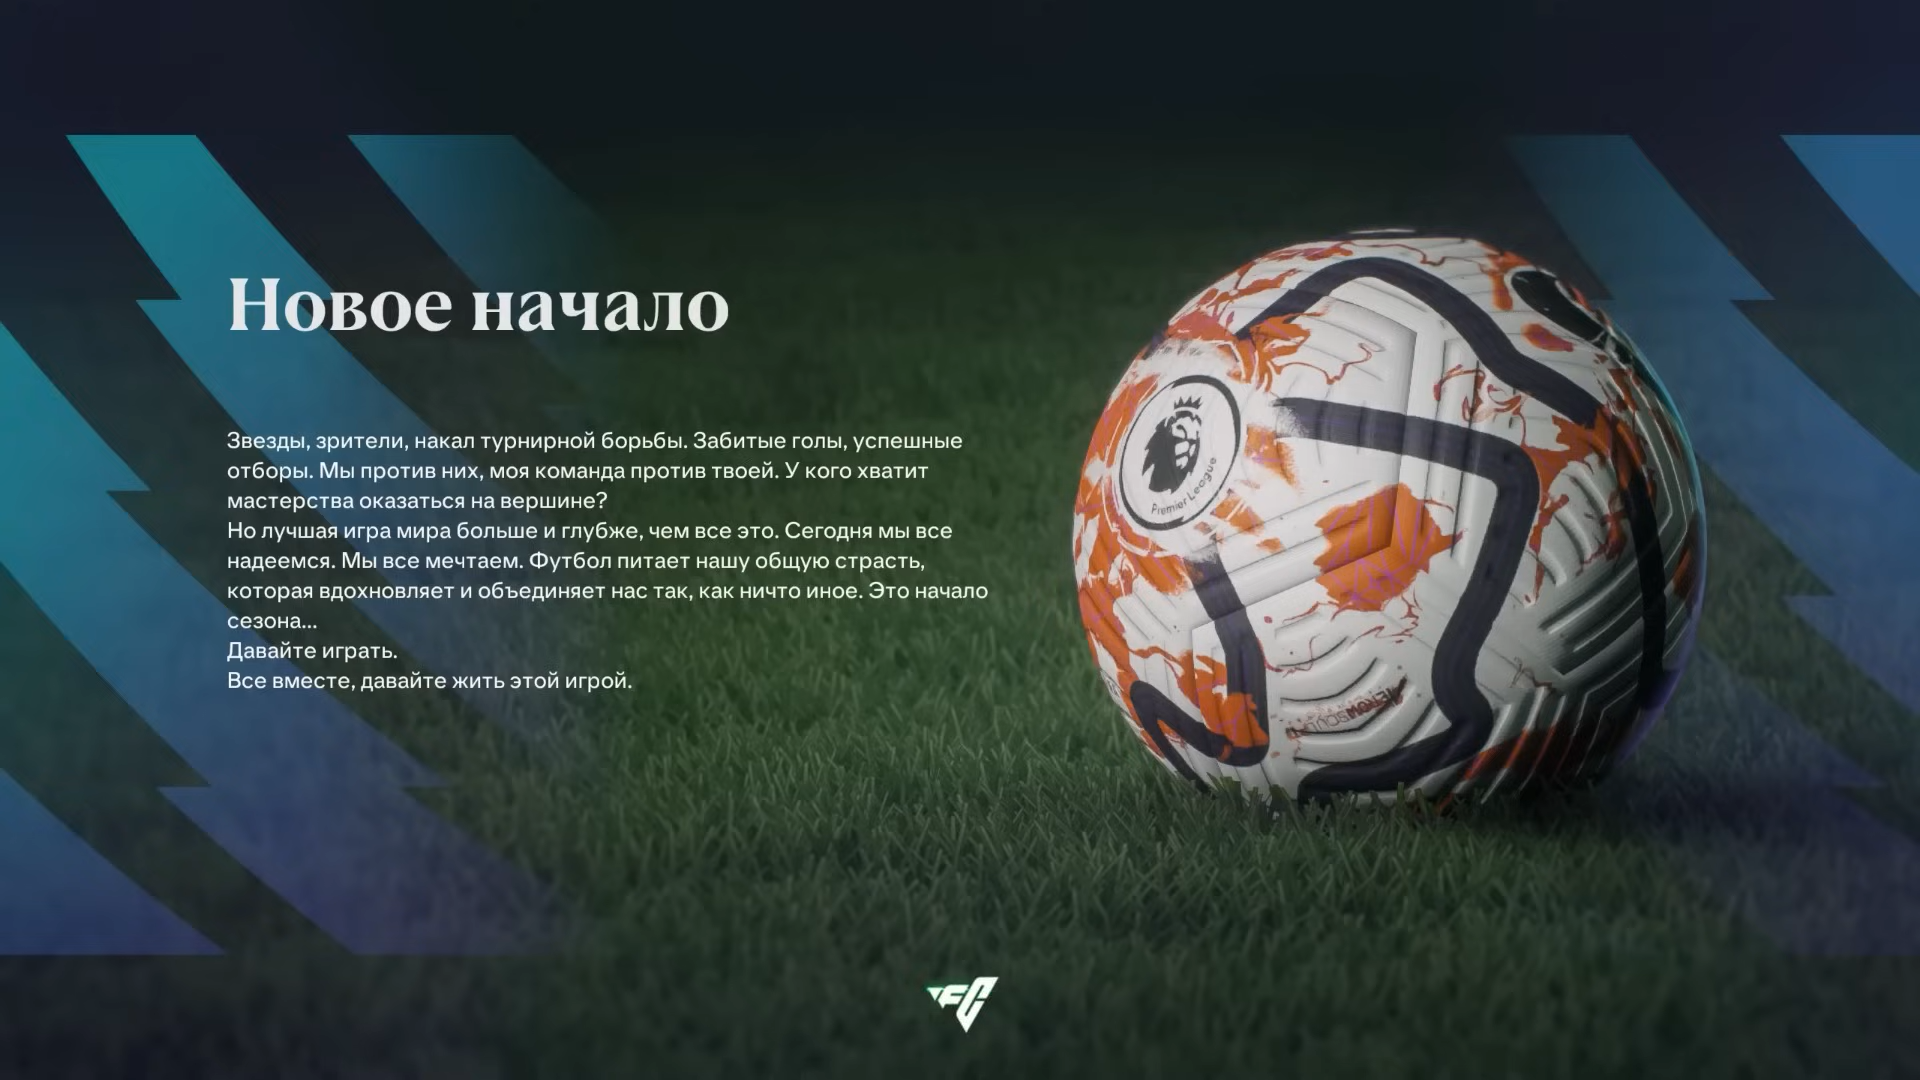 Новое начало
Звезды, зрители, накал турнирной борьбы. Забитые голы, успешные
отборы. Мы против них, моя команда против твоей. У кого хватит
мастерства оказаться на вершине?
Но лучшая игра мира больше и глубже, чем все это. Сегодня мы все
надеемся. Мы все мечтаем. Футбол питает нашу общую страсть,
которая вдохновляет и объединяет нас так, как ничто иное. Это начало
сезона...
Давайте играть.
Все вместе, давайте жить этой игрой.
Premier League
FC